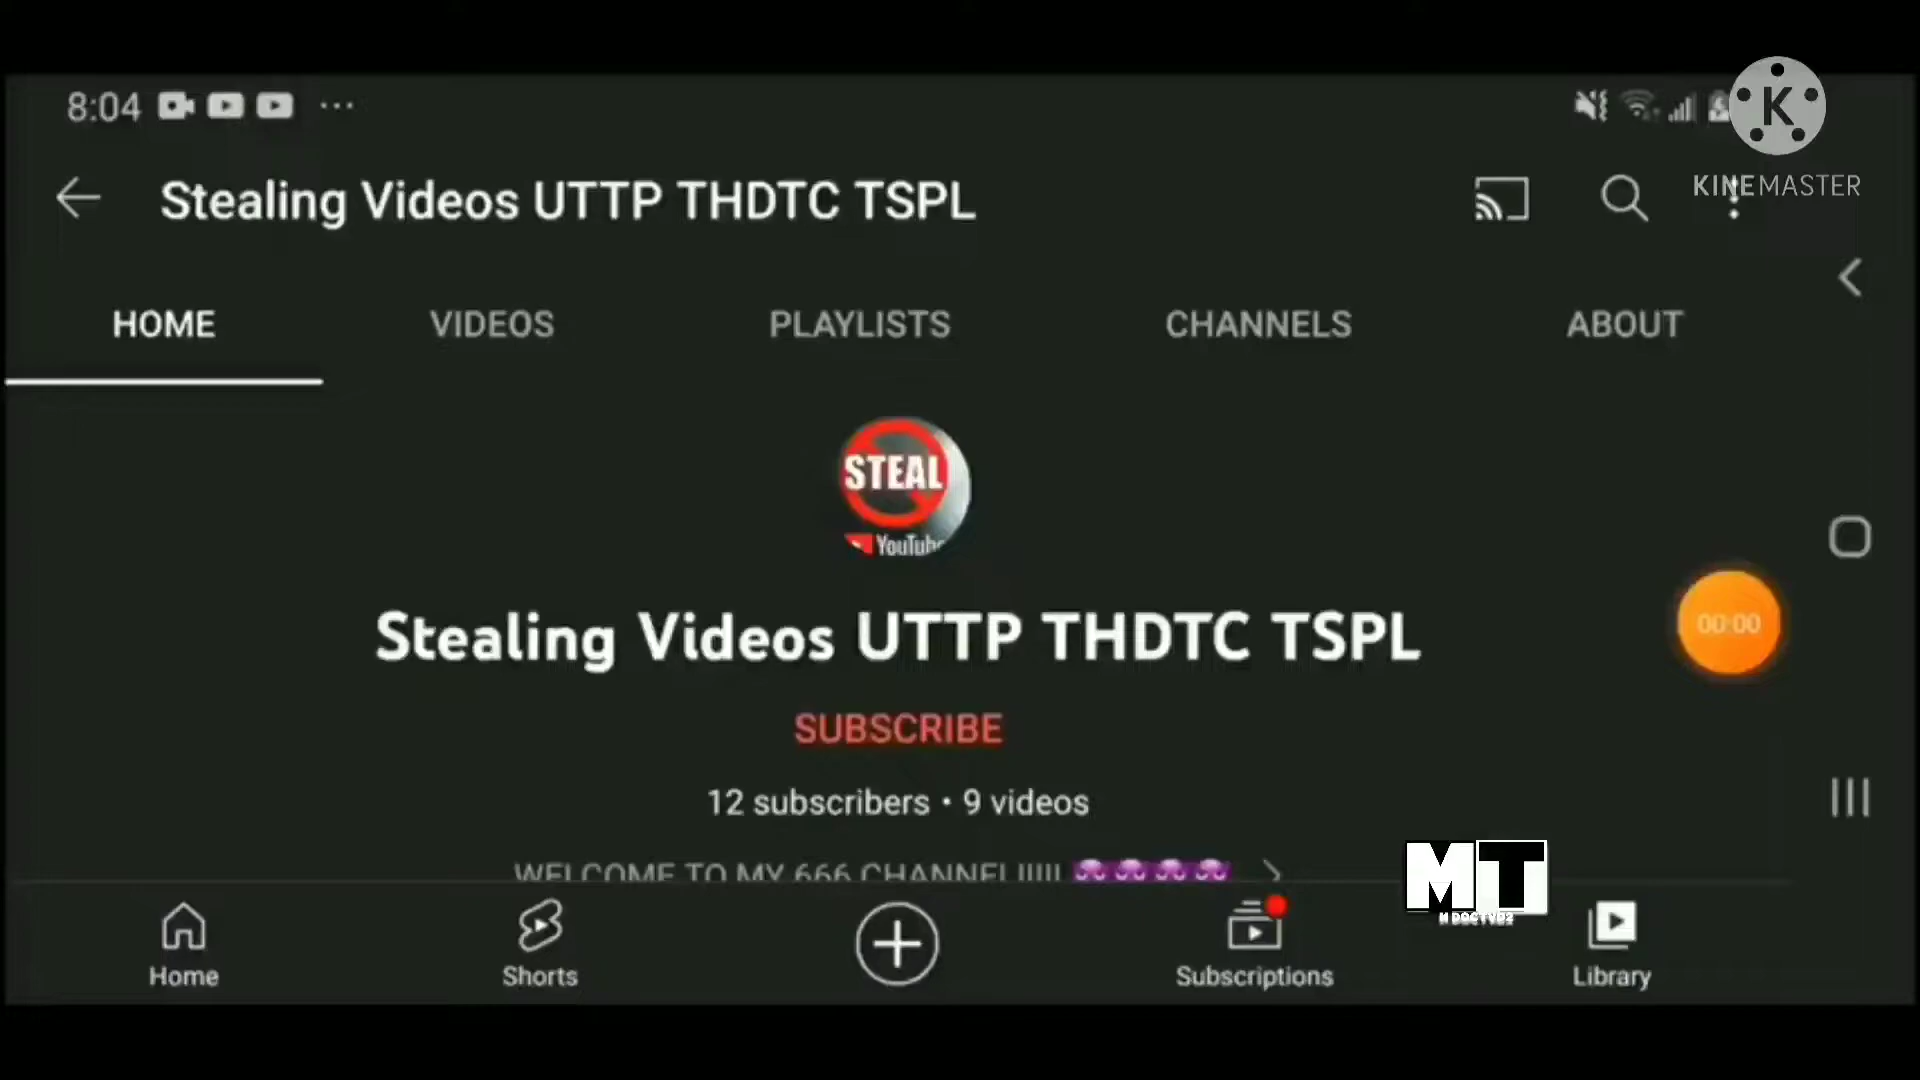 8:04
KINEMASTER
Stealing Videos UTTP THDTC TSPL
HOME VIDEOS PLAYLISTS CHANNELS ABOUT
STEAL
YouTube
Stealing Videos UTTP THDTC TSPL
00:00
SUBSCRIBE
12 subscribers • 9 videos
WELCOME TO MY 666 CHANNEL!!!!!
MT
Home Shorts Subscriptions Library